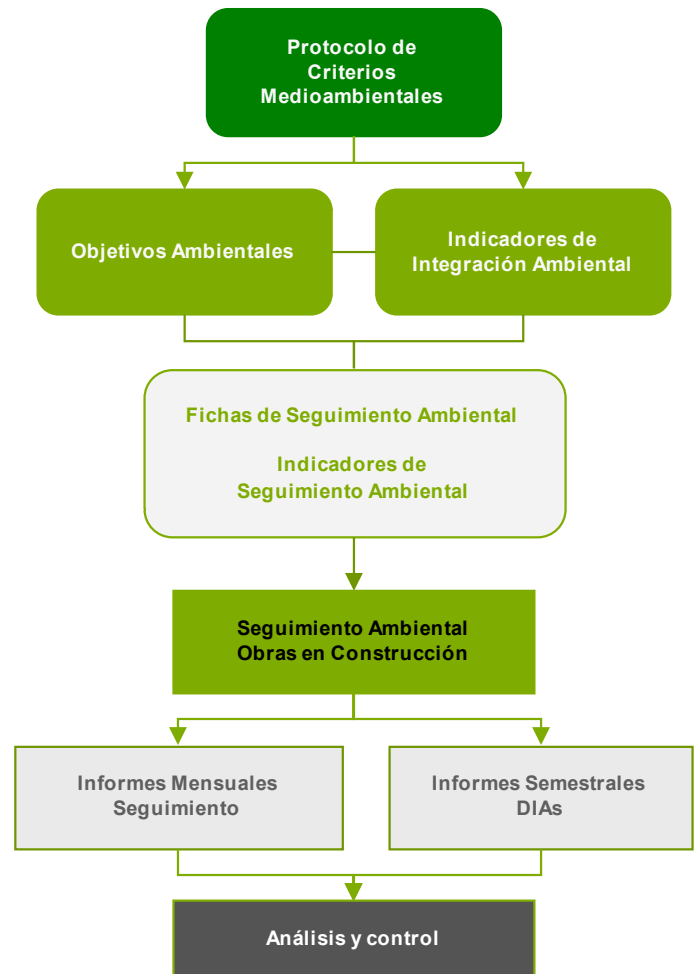 Protocolo de
Criterios
Medioambientales
Objetivos Ambientales
Indicadores de
Integración Ambiental
Fichas de Seguimiento Ambiental
Indicadores de
Seguimiento Ambiental
Seguimiento Ambiental
Obras en Construcción
Informes Mensuales
Seguimiento
Informes Semestrales
DIAs
Análisis y control